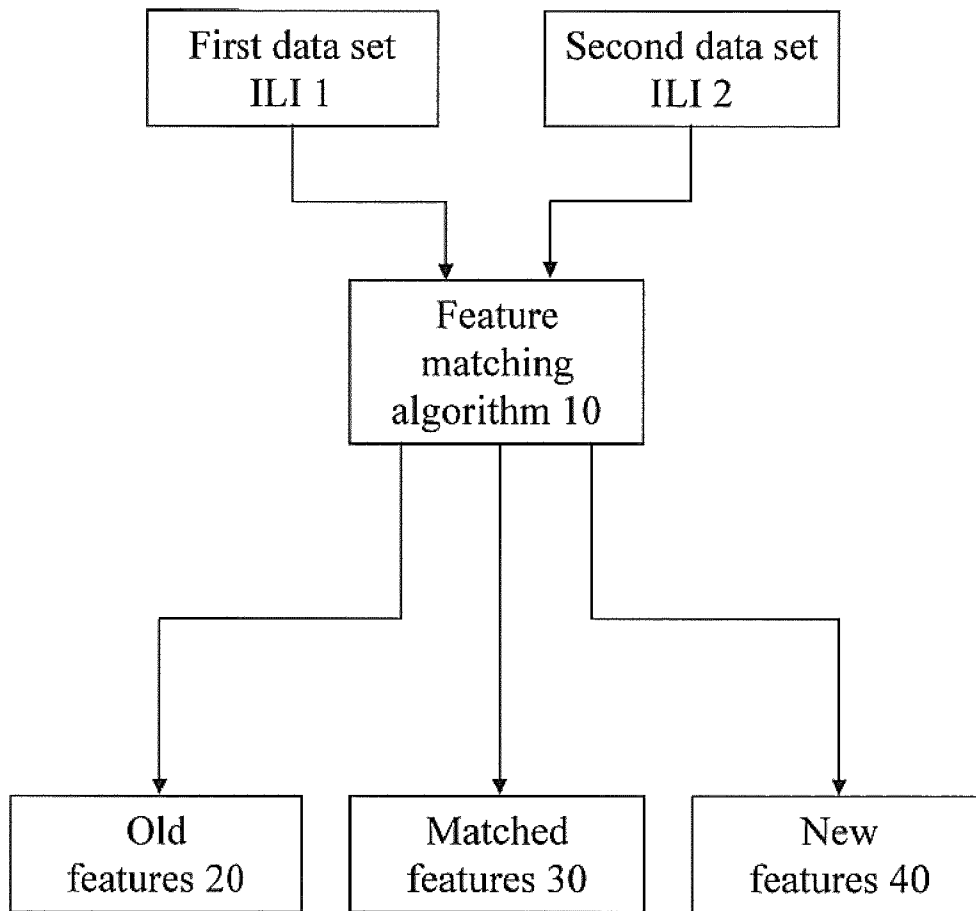 First data set
ILI 1
Second data set
ILI 2
Feature
matching
algorithm 10
Old
features 20
Matched
features 30
New
features 40